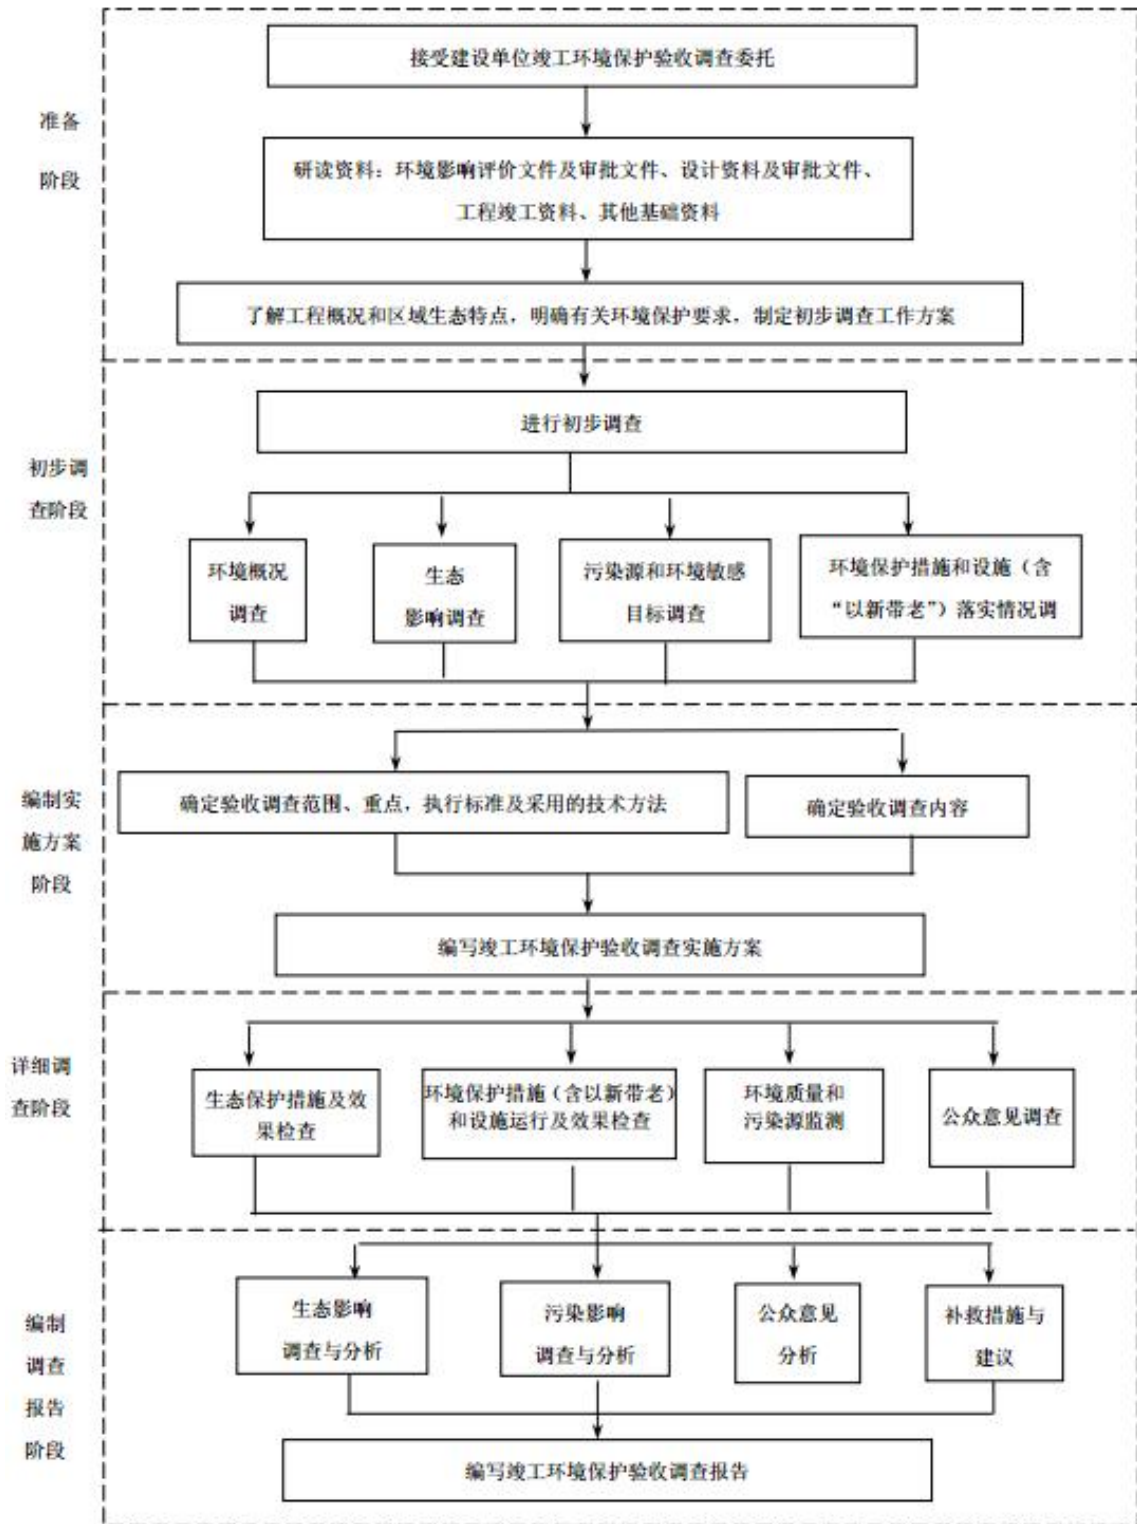 接受建设单位竣工环境保护验收调查委托
准备
阶段
研读资料：环境影响评价文件及审批文件、设计资料及审批文件、
工程竣工资料、其他基础资料
了解工程概况和区域生态特点，明确有关环境保护要求，制定初步调查工作方案
初步调
查阶段
进行初步调查
环境概况
调查
生态
影响调查
污染源和环境敏感
目标调查
环境保护措施和设施（含
“以新带老”）落实情况调
编制实
施方案
阶段
确定验收调查范围、重点，执行标准及采用的技术方法
确定验收调查内容
编写竣工环境保护验收调查实施方案
详细调
查阶段
生态保护措施及效
果检查
环境保护措施（含以新带老）
和设施运行及效果检查
环境质量和
污染源监测
公众意见调查
编制
调查
报告
阶段
生态影响
调查与分析
污染影响
调查与分析
公众意见
分析
补救措施与
建议
编写竣工环境保护验收调查报告